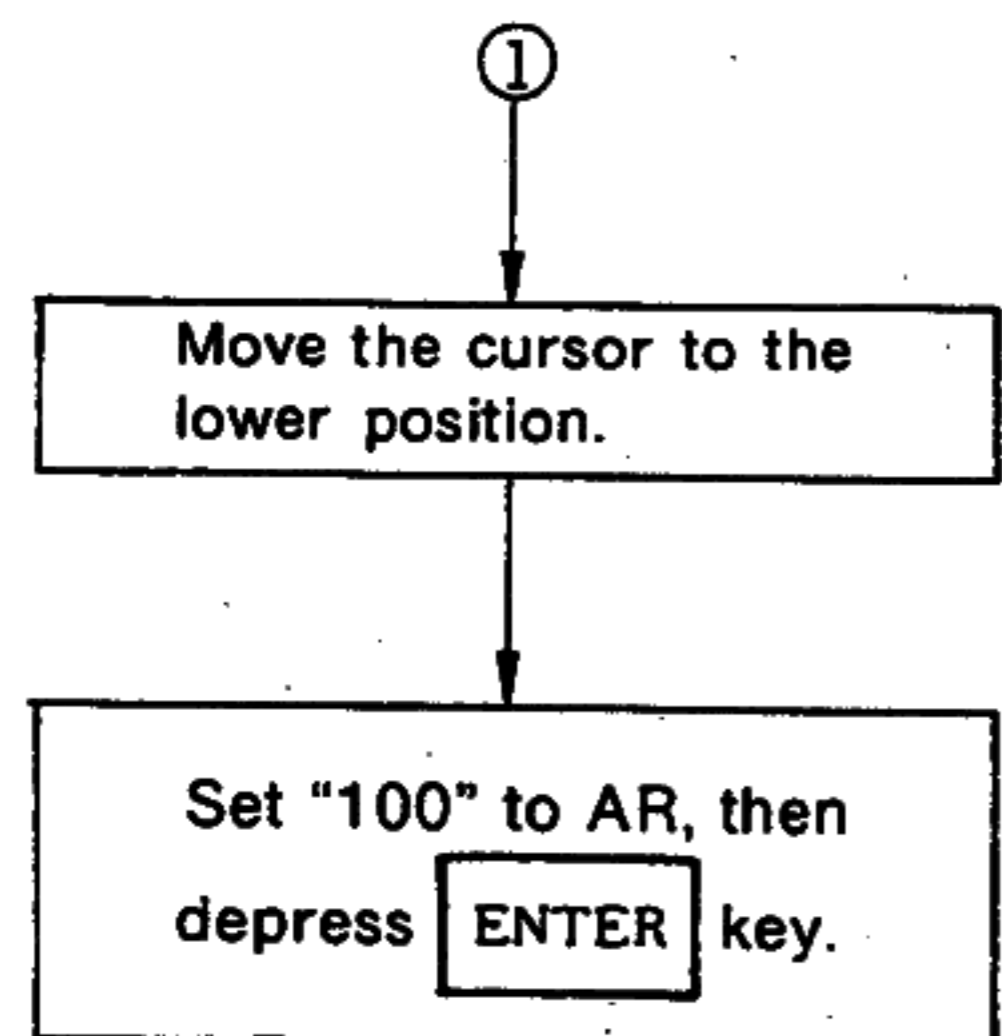 ①
Move the cursor to the
lower position.
Set “100” to AR, then
depress ENTER key.